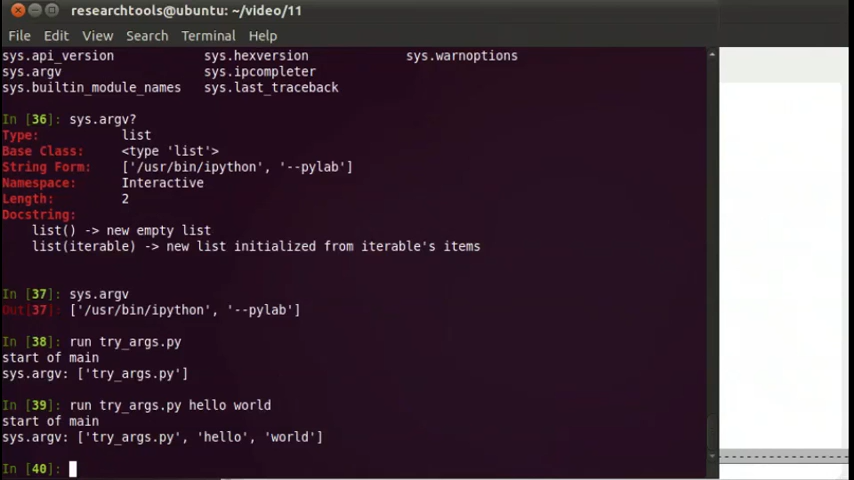 researchtools@ubuntu: ~/video/11
File Edit View Search Terminal Help
sys.api_version sys.hexversion sys.warnoptions
sys.argv sys.ipcompleter
sys.builtin_module_names sys.last_traceback
In [36]: sys.argv?
Type: list
Base Class: <type 'list'>
String Form: ['/usr/bin/ipython', '--pylab']
Namespace: Interactive
Length: 2
Docstring:
list() -> new empty list
list(iterable) -> new list initialized from iterable's items
In [37]: sys.argv
Out[37]: ['/usr/bin/ipython', '--pylab']
In [38]: run try_args.py
start of main
sys.argv: ['try_args.py']
In [39]: run try_args.py hello world
start of main
sys.argv: ['try_args.py', 'hello', 'world']
In [40]: